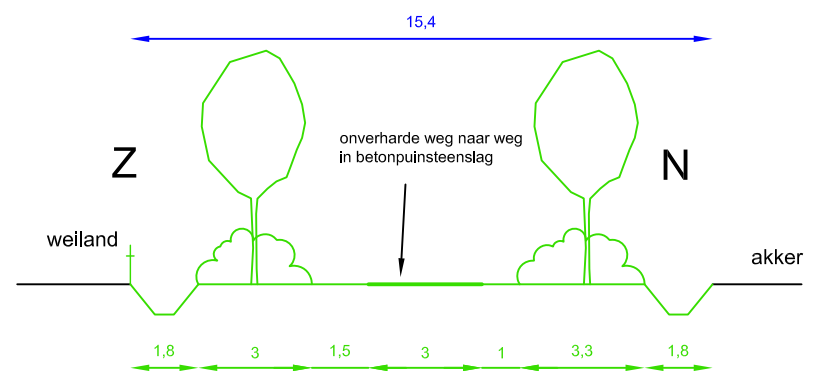 15,4
onverharde weg naar weg
in betonpuinsteenslag
Z
N
weiland
akker
1,8
3
1,5
3
1
3,3
1,8